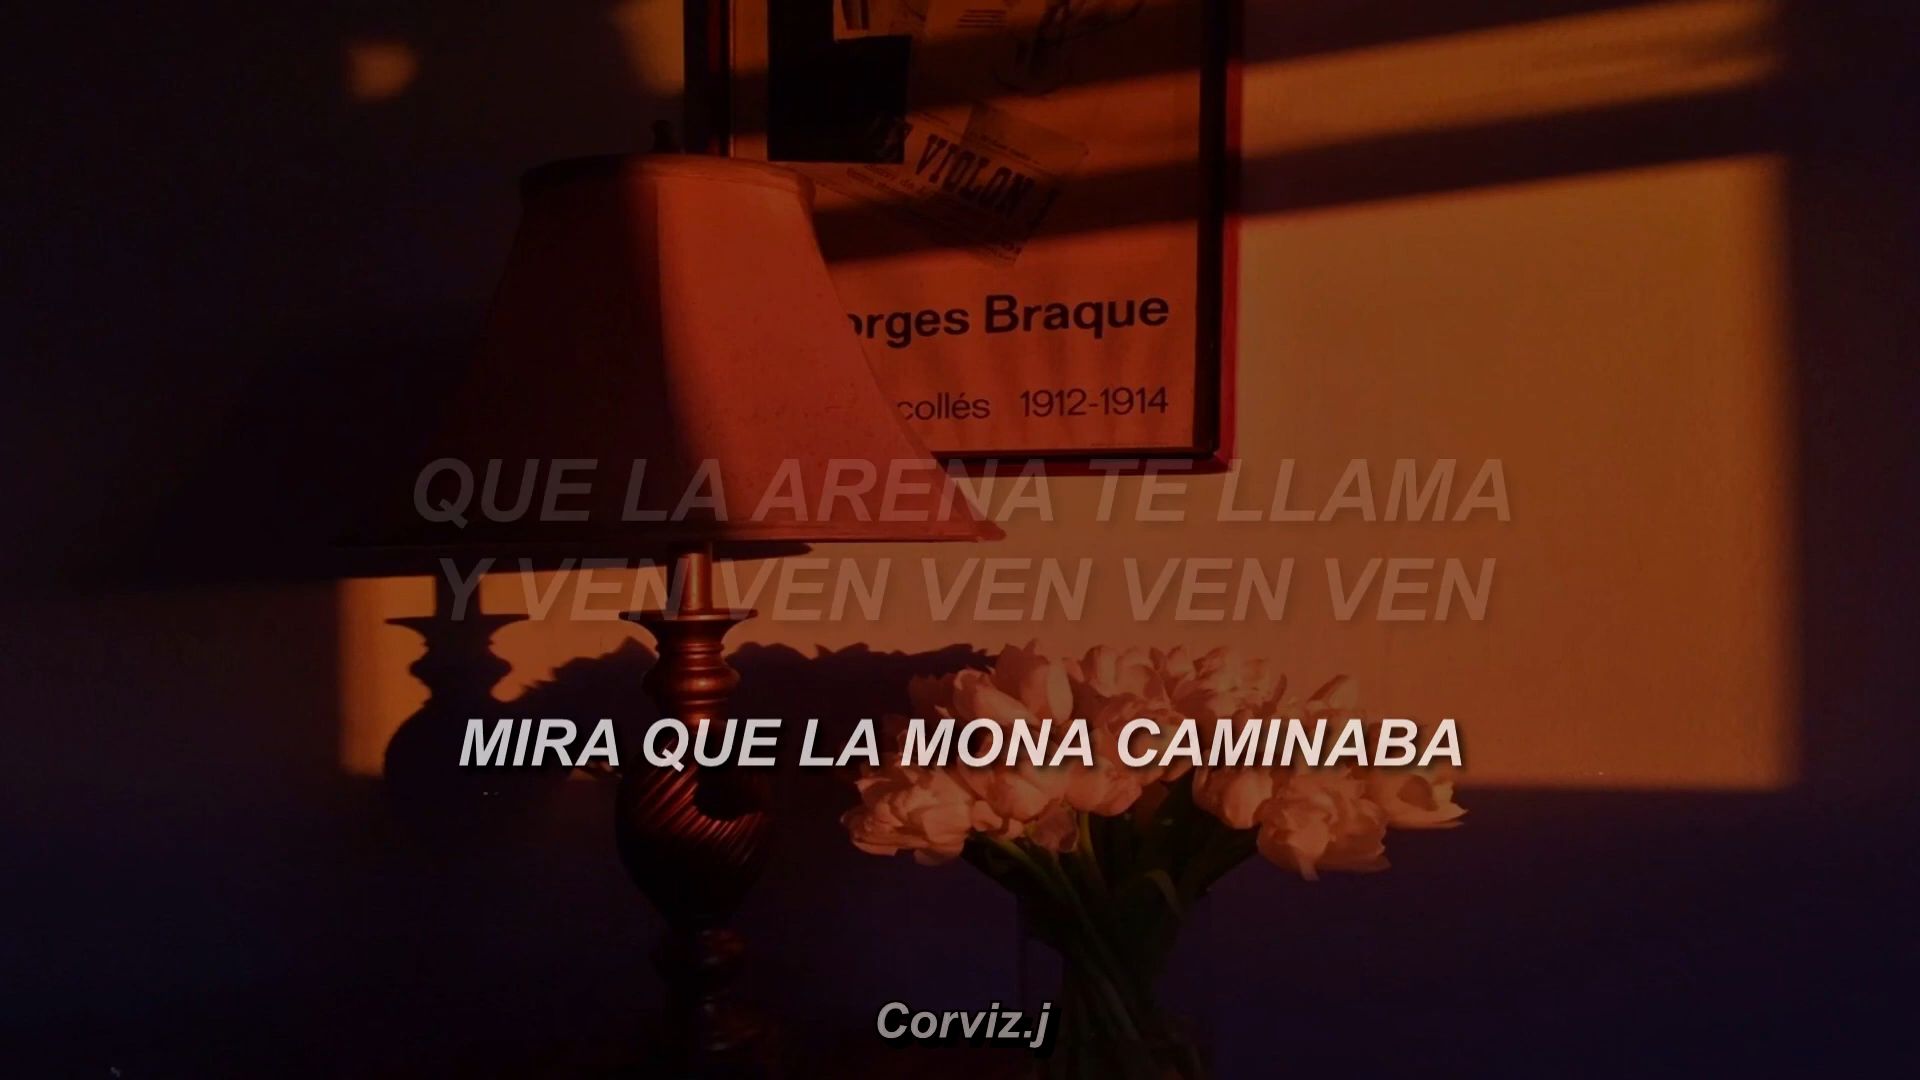 VIOLON
orges Braque
collés 1912-1914
QUE LA ARENA TE LLAMA
Y VEN VEN VEN VEN VEN
MIRA QUE LA MONA CAMINABA
Corviz.j